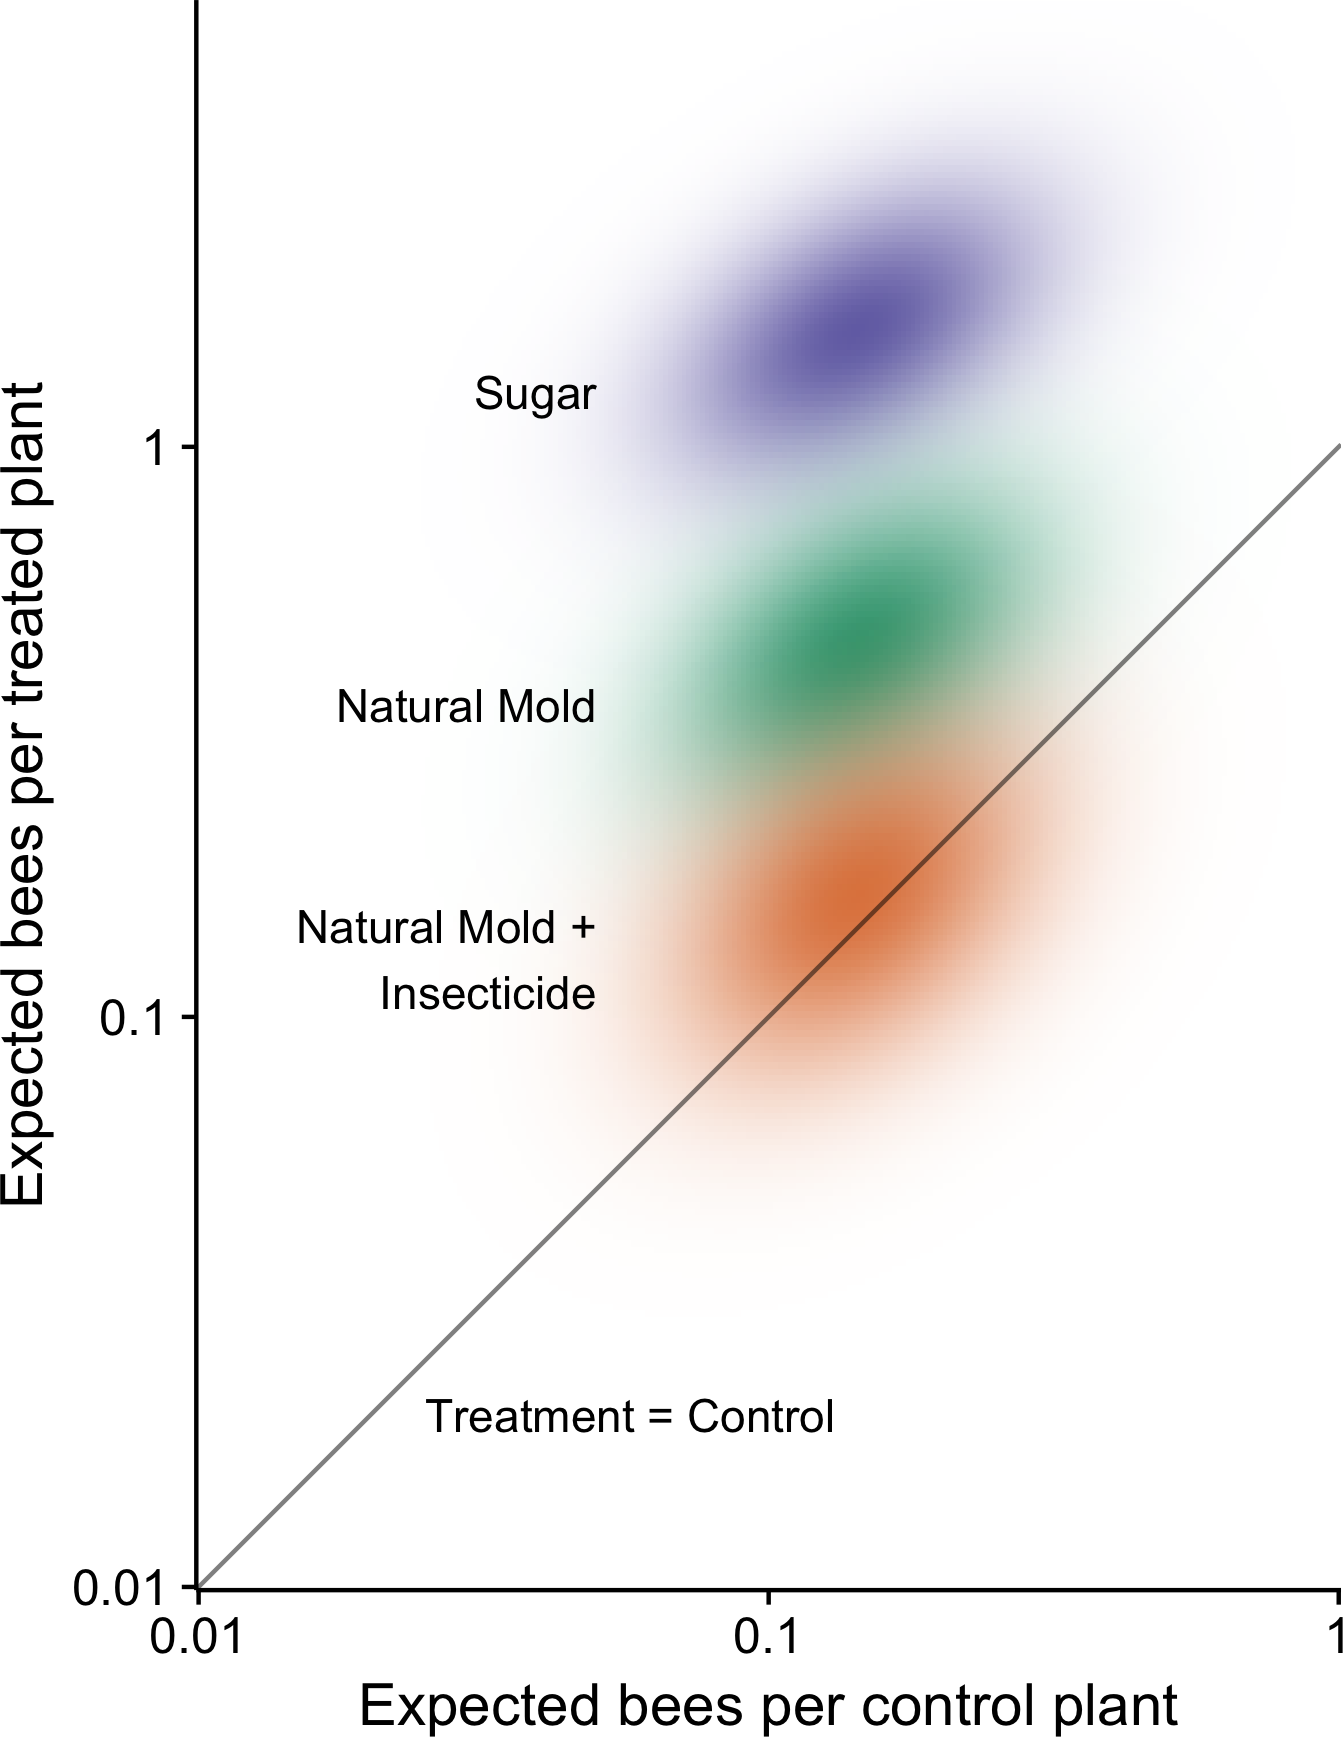 Expected bees per treated plant
Sugar
1
Natural Mold
Natural Mold +
Insecticide
0.1
Treatment = Control
0.01
0.01
0.1
1
Expected bees per control plant